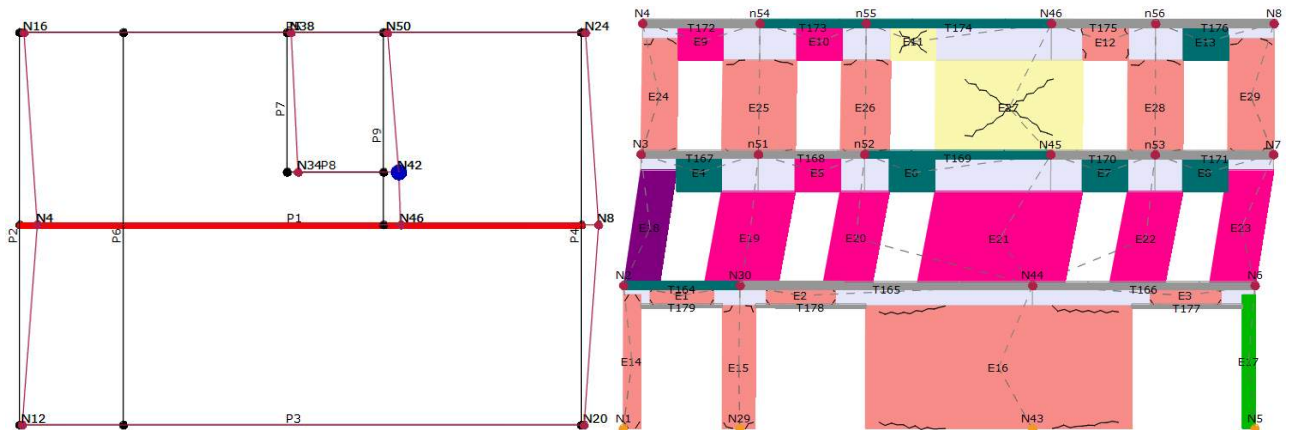 N16 N38 N50 N24
P5
P7
P9
N34 P8 N42
N4 P1 N46 N8
P2
P6
P4
N12 P3 N20
N4 n54 n55 N46 n56 N8
T172 T173 T174 T175 T176
E9 E10 E11 E12 E13
E24 E25 E26 E27 E28 E29
N3 n51 n52 N45 n53 N7
T167 T168 T169 T170 T171
E4 E5 E6 E7 E8
E18 E19 E20 E21 E22 E23
N2 N30 N44 N6
T164 T165 T166
E1 E2 E3
T179 T178 T177
E14 E15 E16 E17
N1 N29 N43 N5